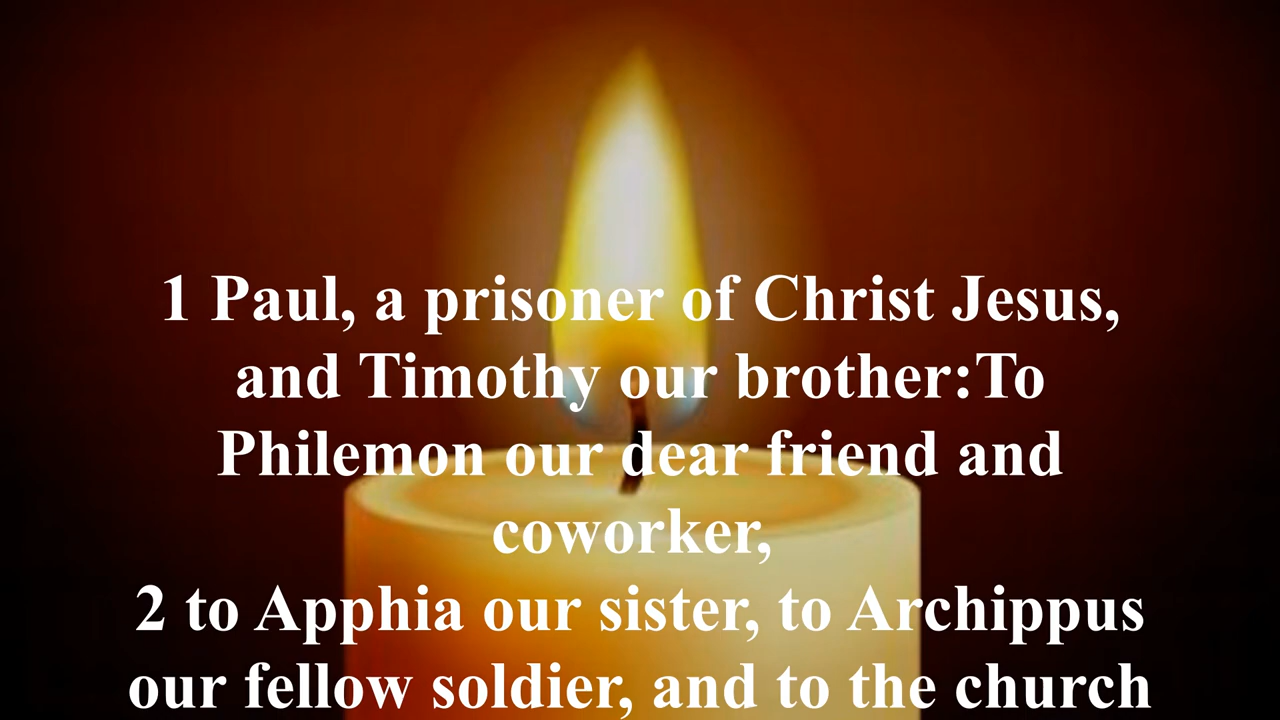 1 Paul, a prisoner of Christ Jesus,
and Timothy our brother:To
Philemon our dear friend and
coworker,
2 to Apphia our sister, to Archippus
our fellow soldier, and to the church